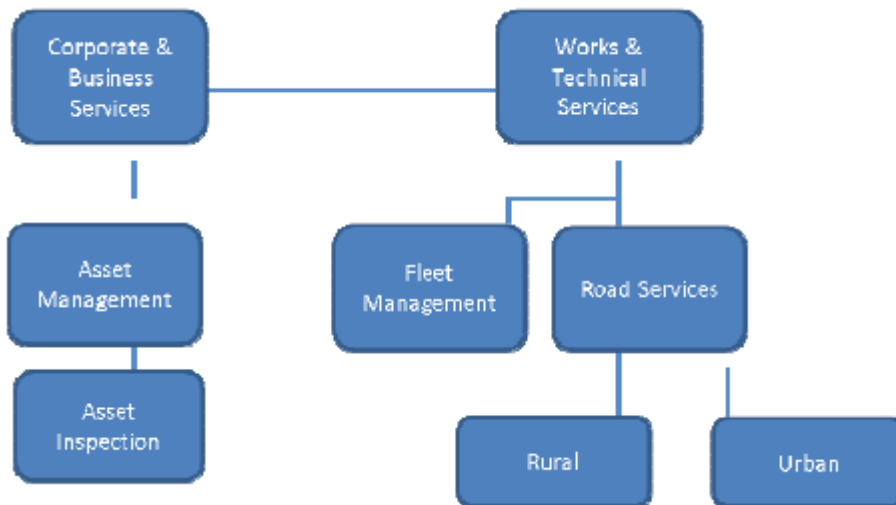 Corporate &
Business
Services
Works &
Technical
Services
Asset
Management
Fleet
Management
Road Services
Asset
Inspection
Rural
Urban